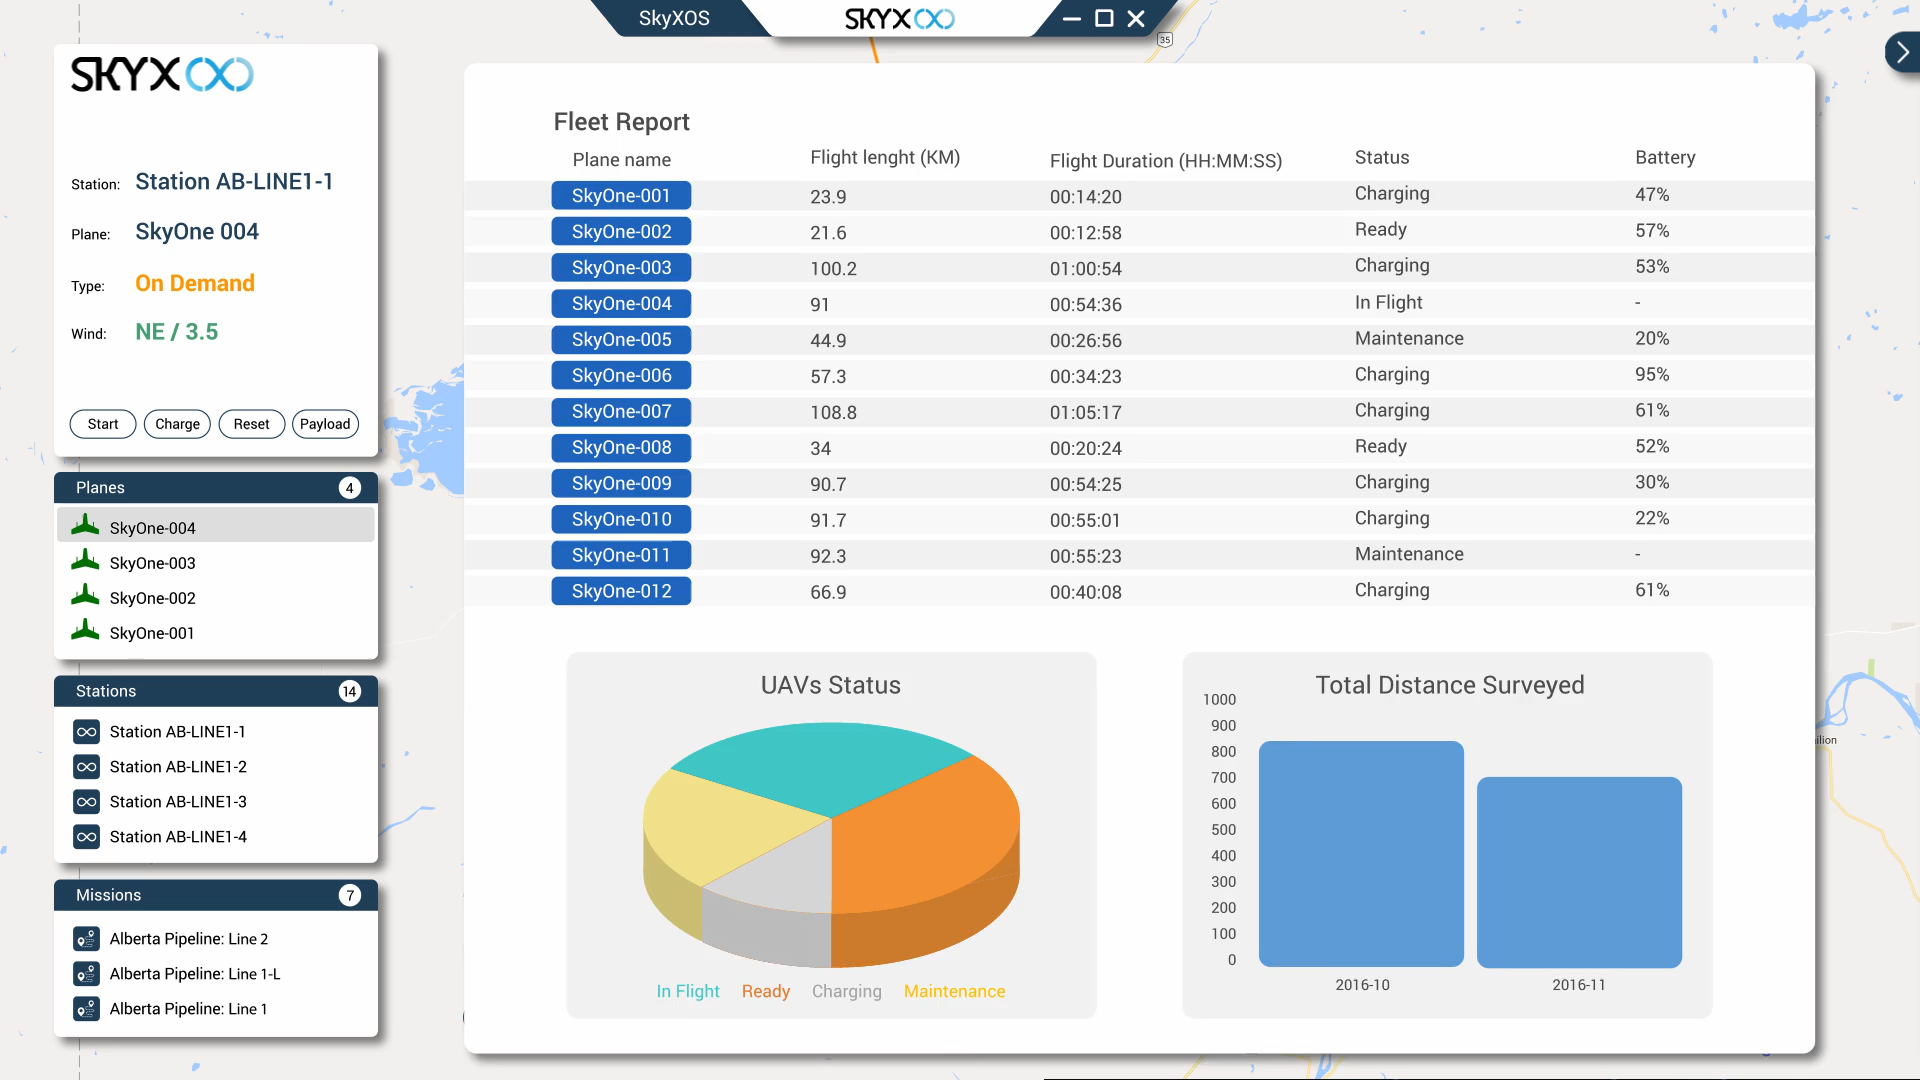 SkyXOS
SKYX
35
SKYX
Station: Station AB-LINE1-1
Plane: SkyOne 004
Type: On Demand
Wind: NE / 3.5
Start Charge Reset Payload
Planes 4
SkyOne-004
SkyOne-003
SkyOne-002
SkyOne-001
Stations 14
Station AB-LINE1-1
Station AB-LINE1-2
Station AB-LINE1-3
Station AB-LINE1-4
Missions 7
Alberta Pipeline: Line 2
Alberta Pipeline: Line 1-L
Alberta Pipeline: Line 1
Fleet Report
Plane name Flight lenght (KM) Flight Duration (HH:MM:SS) Status Battery
SkyOne-001 23.9 00:14:20 Charging 47%
SkyOne-002 21.6 00:12:58 Ready 57%
SkyOne-003 100.2 01:00:54 Charging 53%
SkyOne-004 91 00:54:36 In Flight -
SkyOne-005 44.9 00:26:56 Maintenance 20%
SkyOne-006 57.3 00:34:23 Charging 95%
SkyOne-007 108.8 01:05:17 Charging 61%
SkyOne-008 34 00:20:24 Ready 52%
SkyOne-009 90.7 00:54:25 Charging 30%
SkyOne-010 91.7 00:55:01 Charging 22%
SkyOne-011 92.3 00:55:23 Maintenance -
SkyOne-012 66.9 00:40:08 Charging 61%
UAVs Status
In Flight Ready Charging Maintenance
Total Distance Surveyed
1000
900
800
700
600
500
400
300
200
100
0
2016-10 2016-11